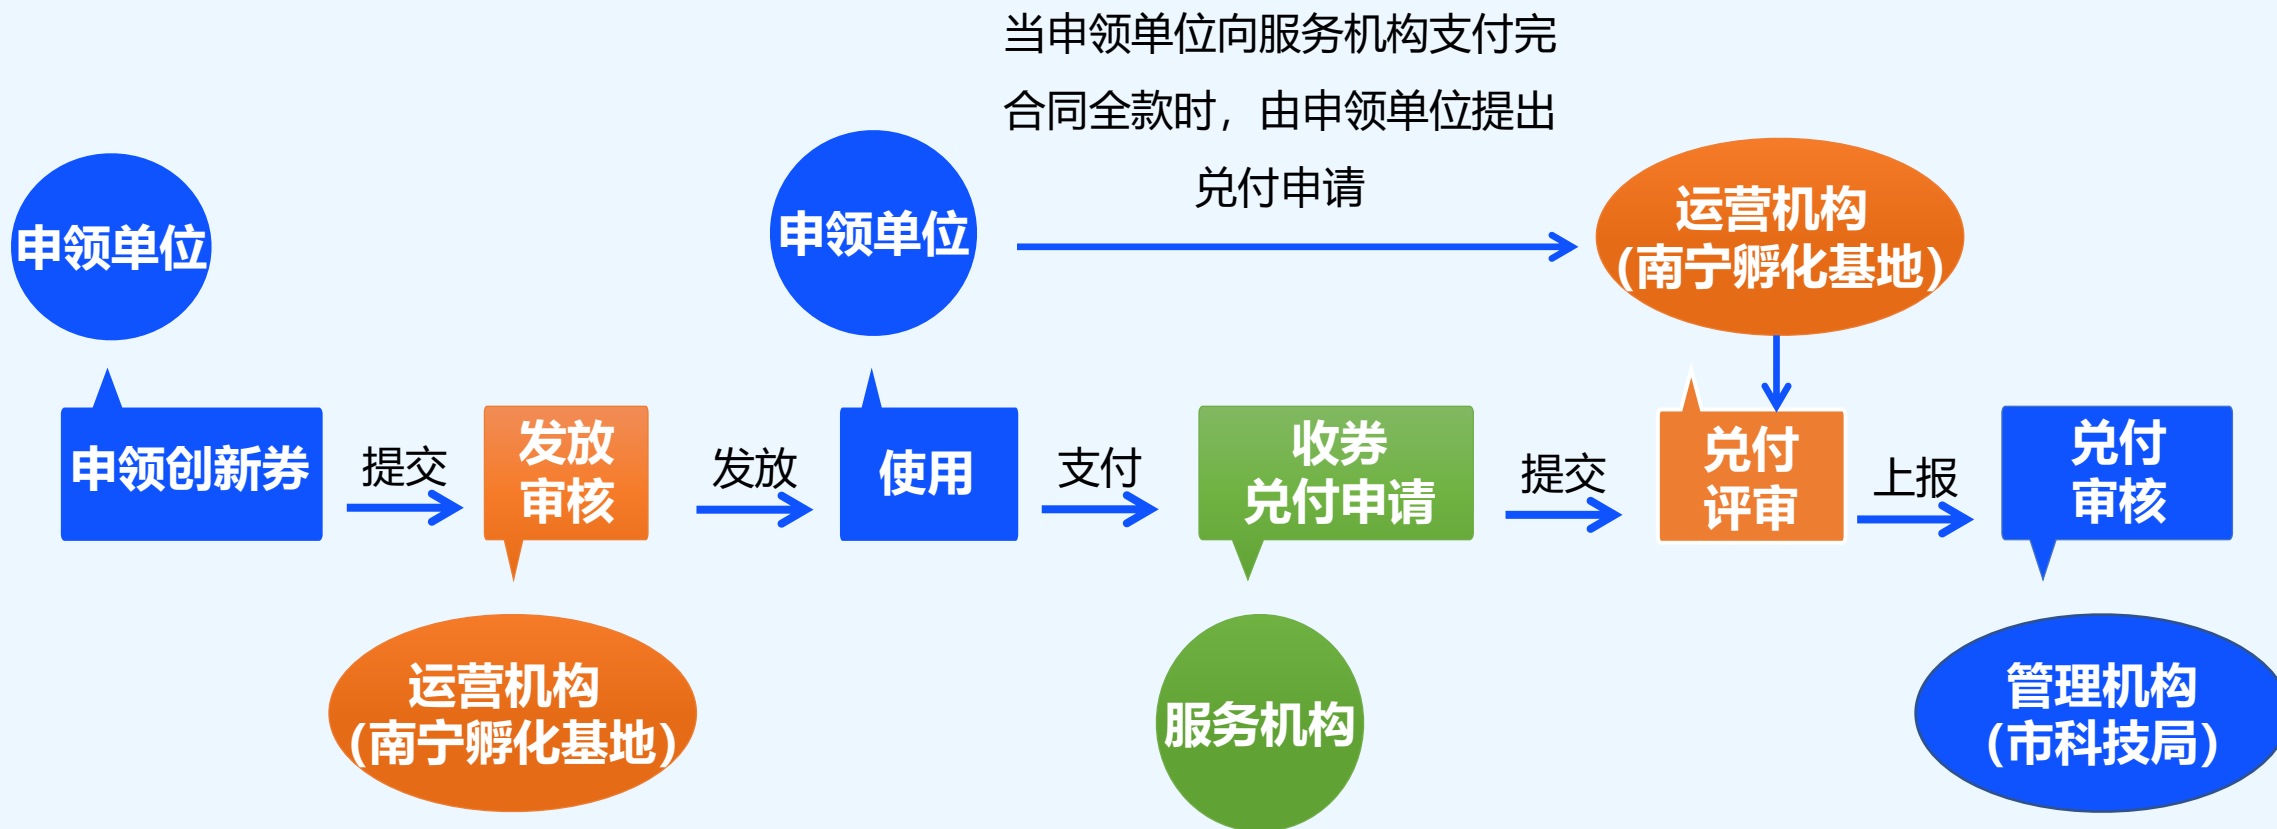 当申领单位向服务机构支付完
合同全款时，由申领单位提出
兑付申请
申领单位
申领单位
运营机构
（南宁孵化基地）
申领创新券
提交
发放
审核
发放
使用
支付
收券
兑付申请
提交
兑付
评审
上报
兑付
审核
运营机构
（南宁孵化基地）
服务机构
管理机构
（市科技局）